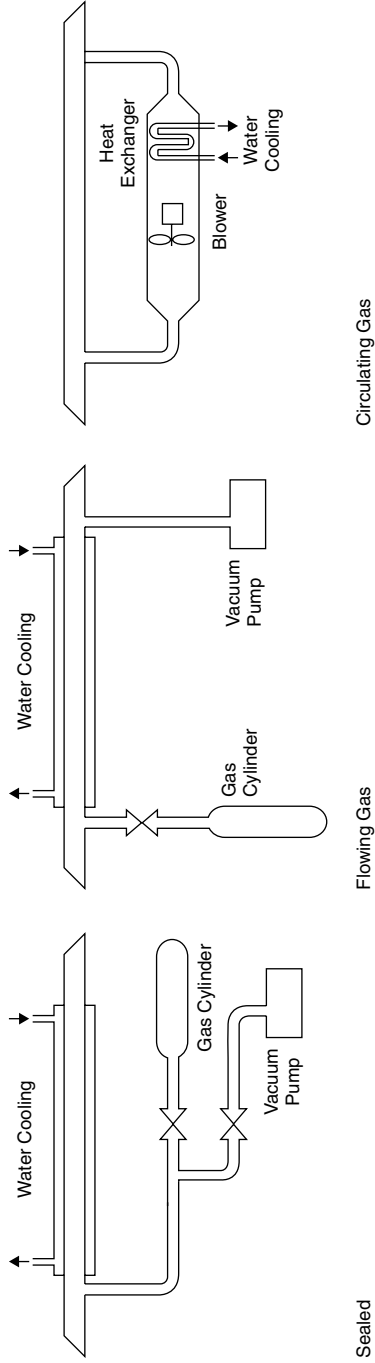 Water Cooling
Gas Cylinder
Vacuum
Pump
Sealed
Water Cooling
Gas
Cylinder
Vacuum
Pump
Flowing Gas
Heat
Exchanger
Blower
Water
Cooling
Circulating Gas